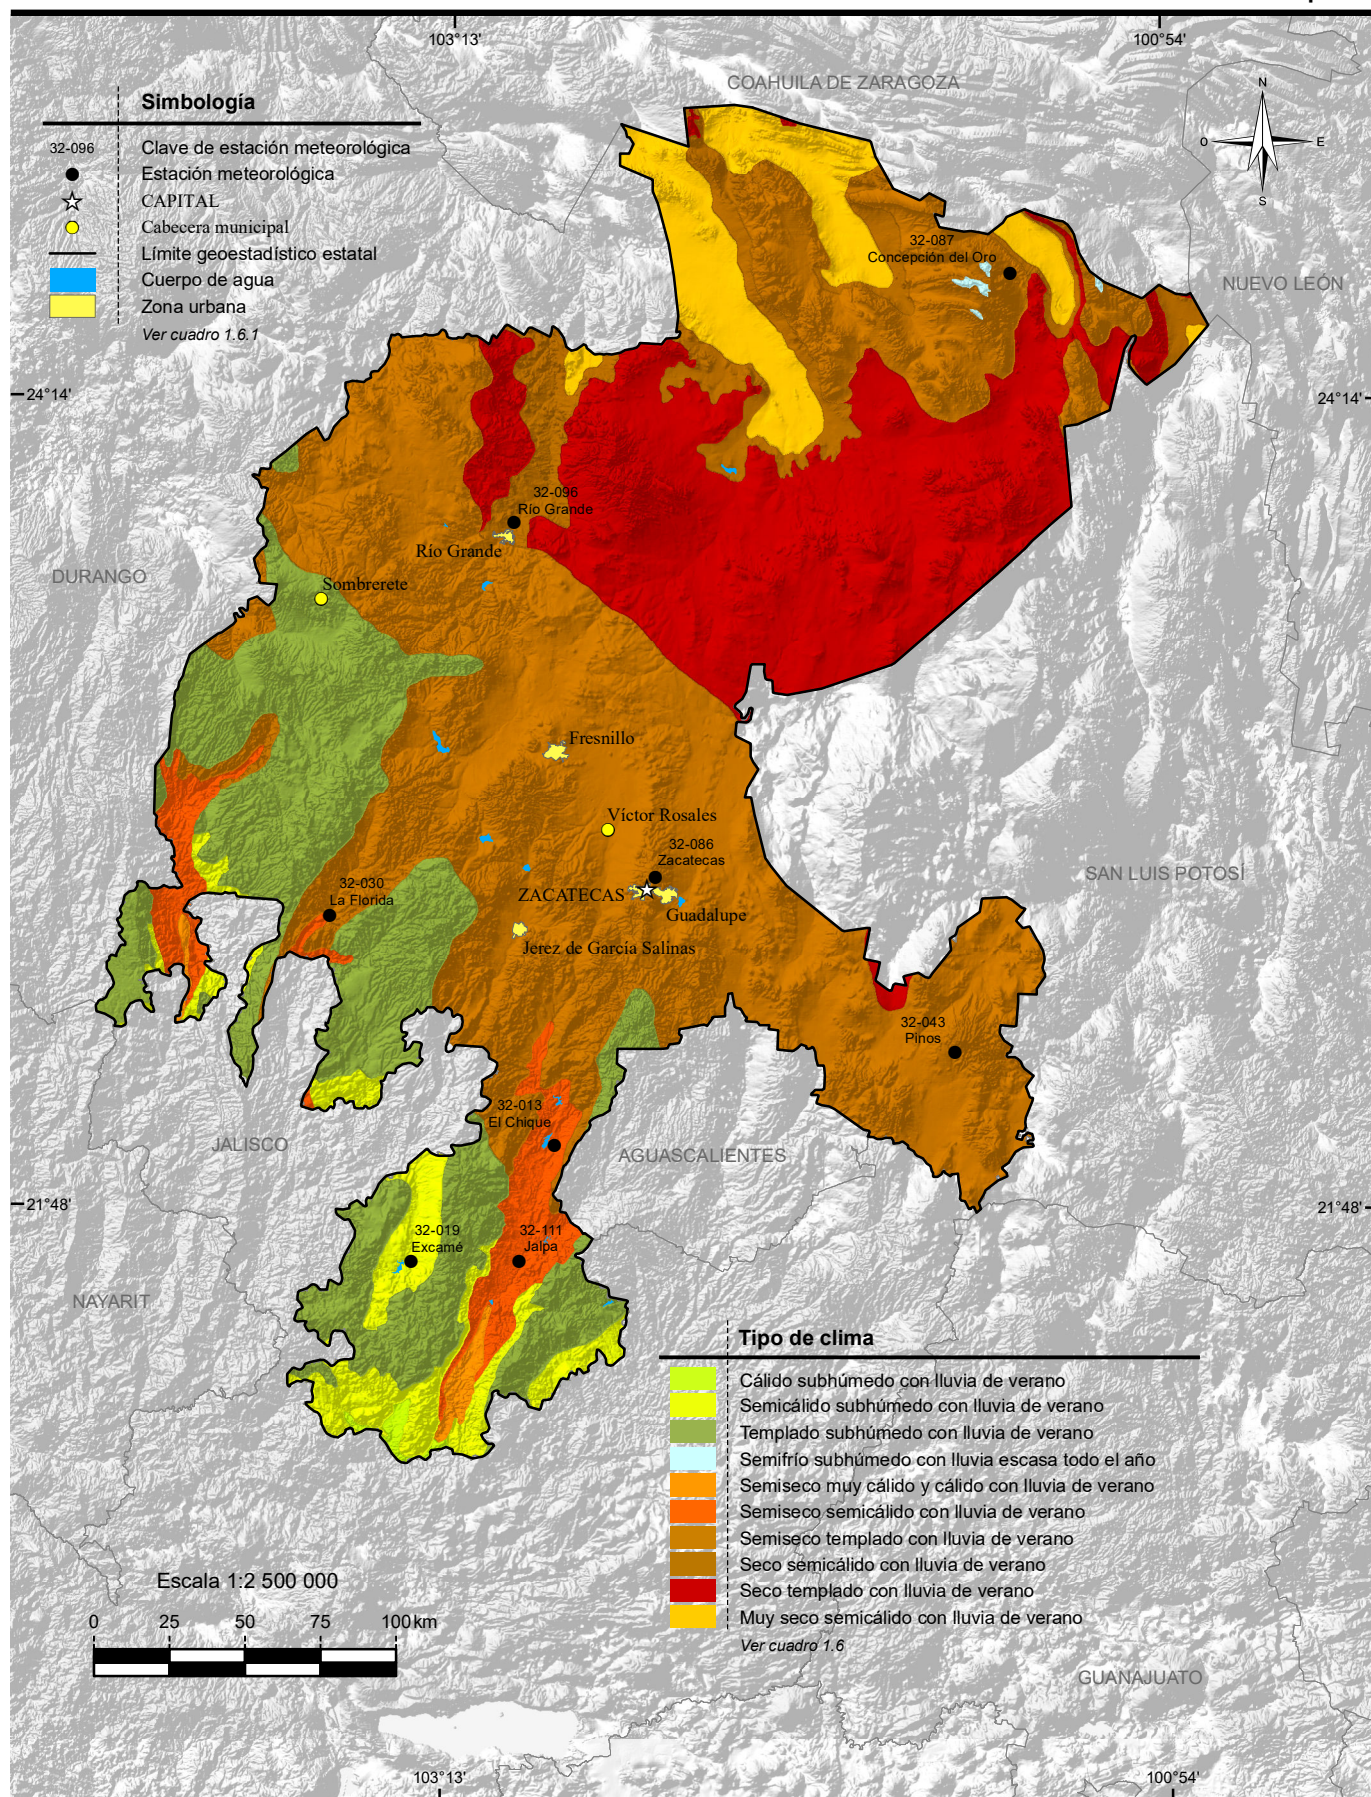 103°13'
100°54'
COAHUILA DE ZARAGOZA
N
O
E
S
Simbología
32-096 Clave de estación meteorológica
Estación meteorológica
CAPITAL
Cabecera municipal
Límite geoestadístico estatal
Cuerpo de agua
Zona urbana
Ver cuadro 1.6.1
32-087
Concepción del Oro
NUEVO LEÓN
24°14'
24°14'
32-096
Río Grande
Río Grande
DURANGO
Sombrerete
Fresnillo
Víctor Rosales
32-086
Zacatecas
SAN LUIS POTOSÍ
32-030
La Florida
ZACATECAS
Guadalupe
Jerez de García Salinas
32-043
Pinos
32-013
El Chique
JALISCO
AGUASCALIENTES
21°48'
21°48'
32-019
Excamé
32-111
Jalpa
NAYARIT
Tipo de clima
Cálido subhúmedo con lluvia de verano
Semicálido subhúmedo con lluvia de verano
Templado subhúmedo con lluvia de verano
Semifrío subhúmedo con lluvia escasa todo el año
Semiseco muy cálido y cálido con lluvia de verano
Semiseco semicálido con lluvia de verano
Semiseco templado con lluvia de verano
Seco semicálido con lluvia de verano
Seco templado con lluvia de verano
Muy seco semicálido con lluvia de verano
Ver cuadro 1.6
Escala 1:2 500 000
0 25 50 75 100 km
GUANAJUATO
103°13'
100°54'